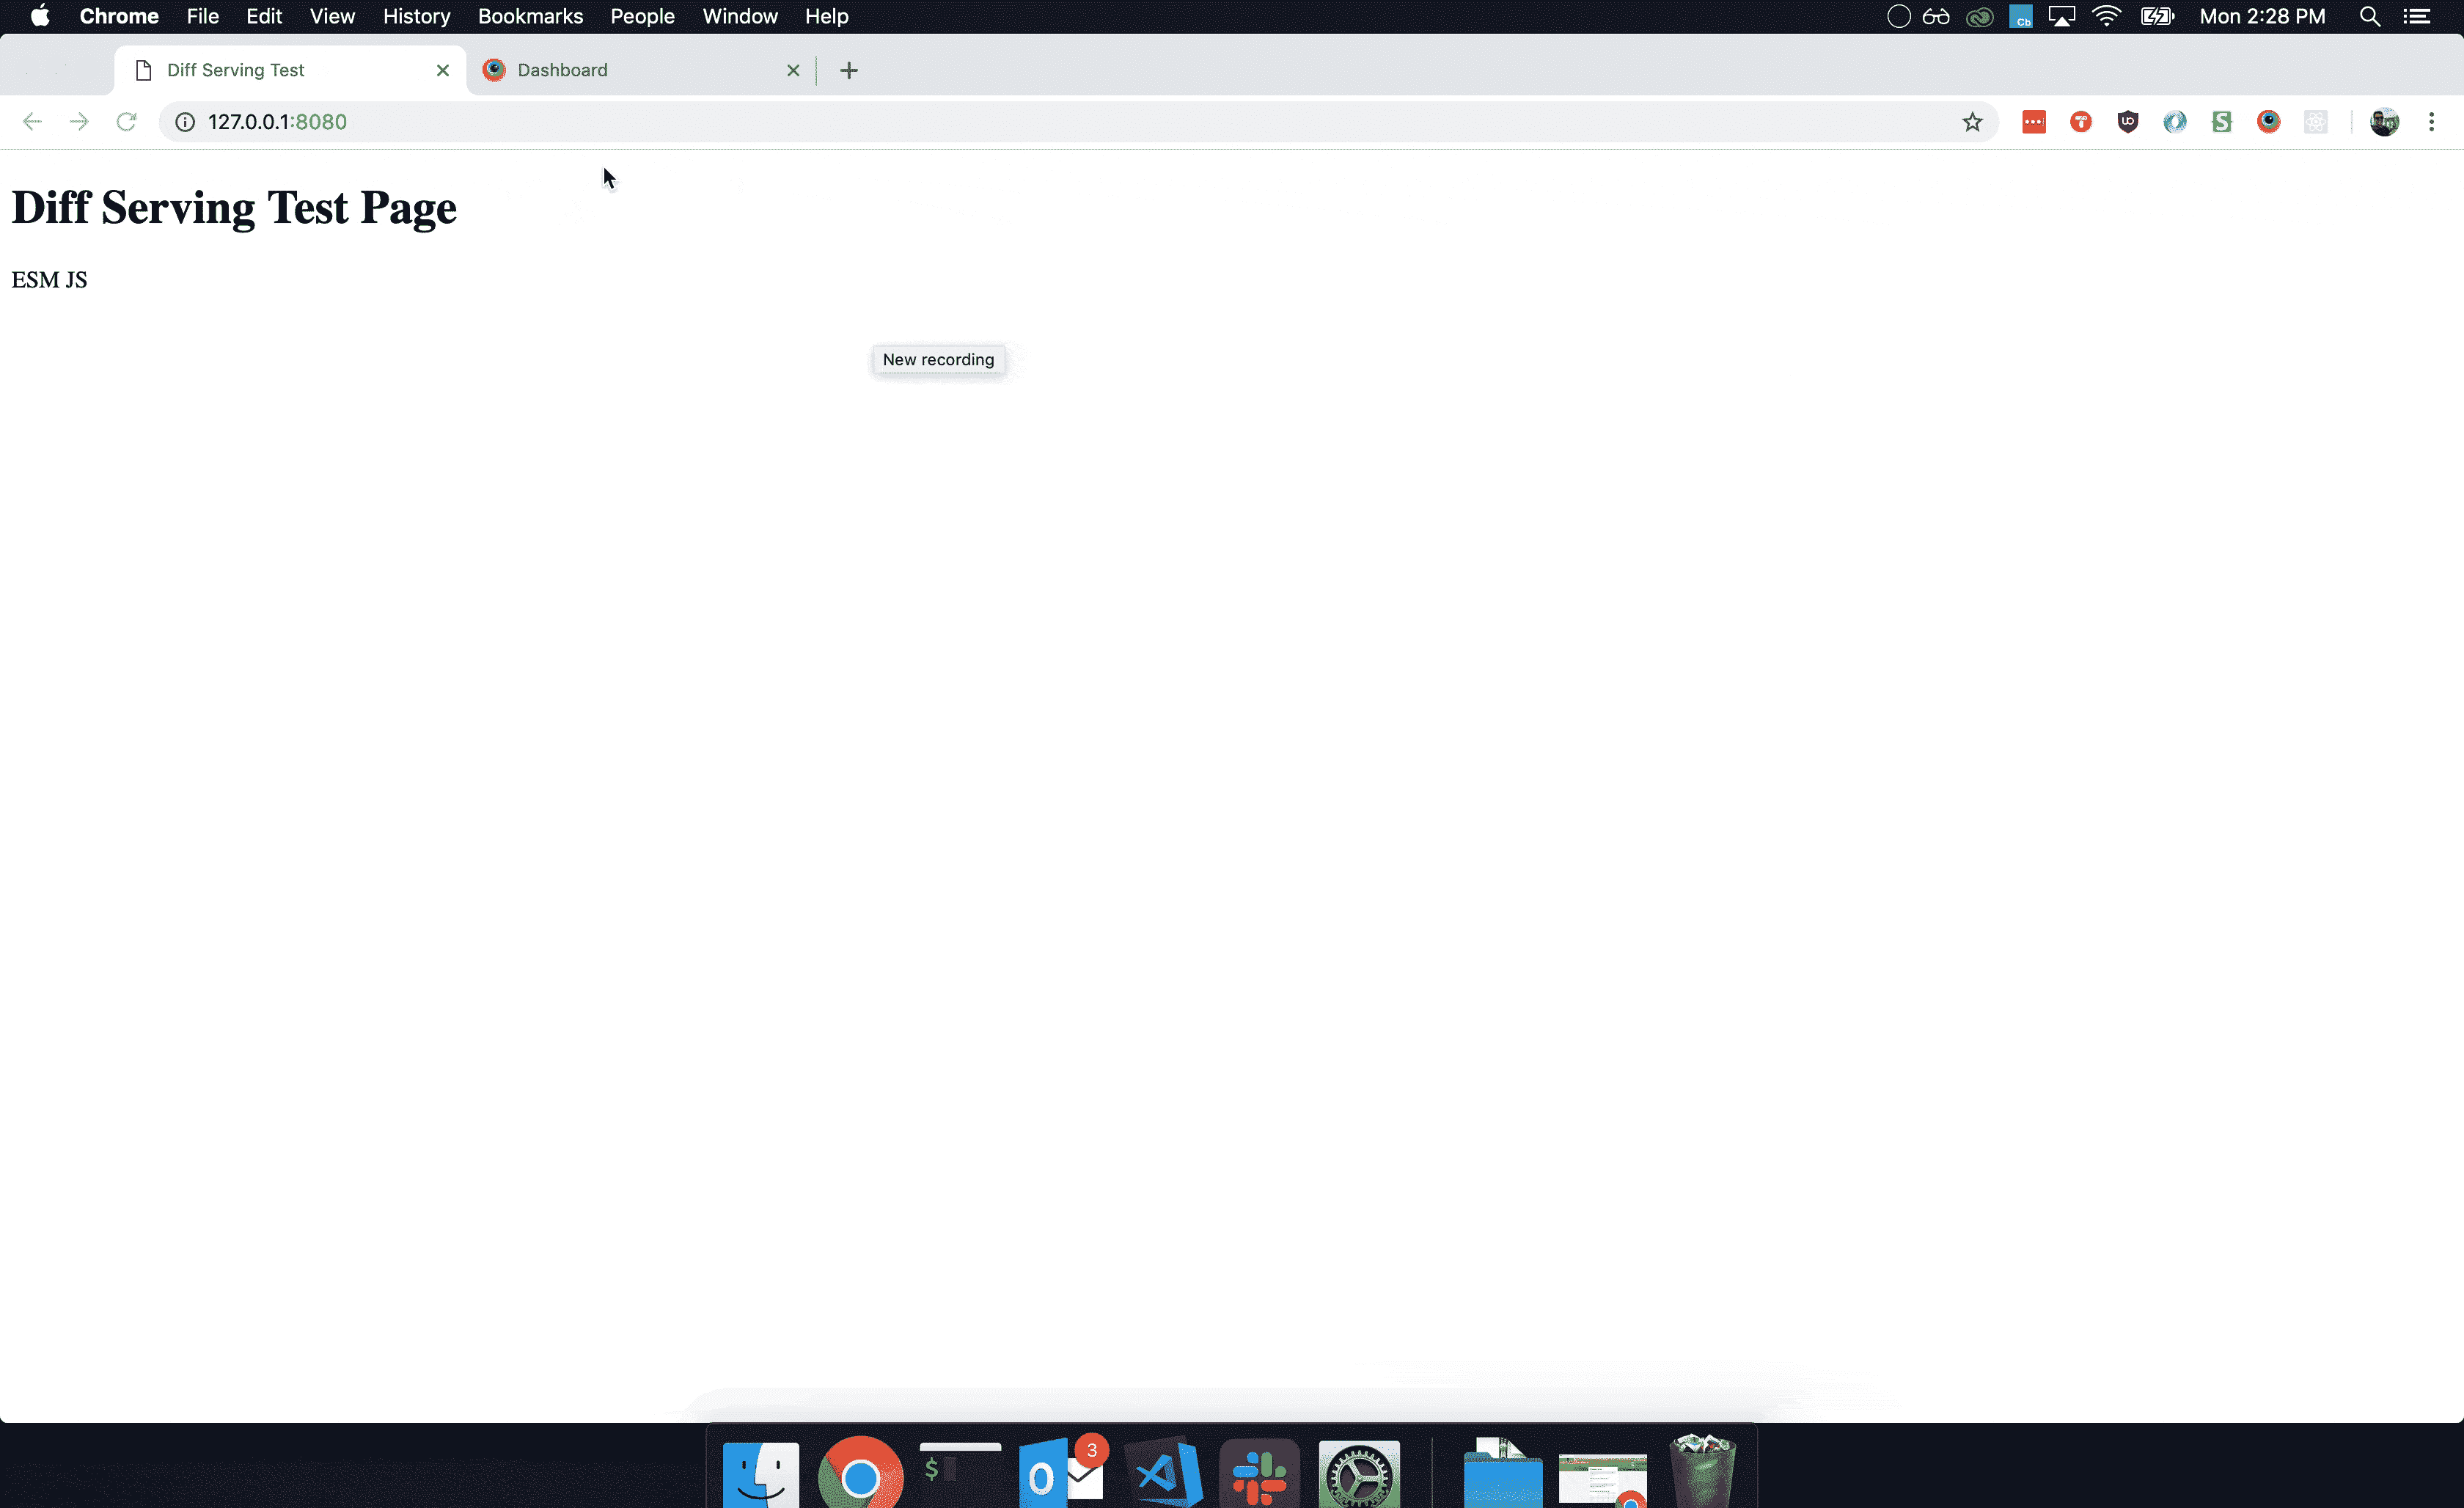 Chrome File Edit View History Bookmarks People Window Help Cb Mon 2:28 PM
Diff Serving Test Dashboard
127.0.0.1:8080
Diff Serving Test Page
ESM JS
New recording
$ 3